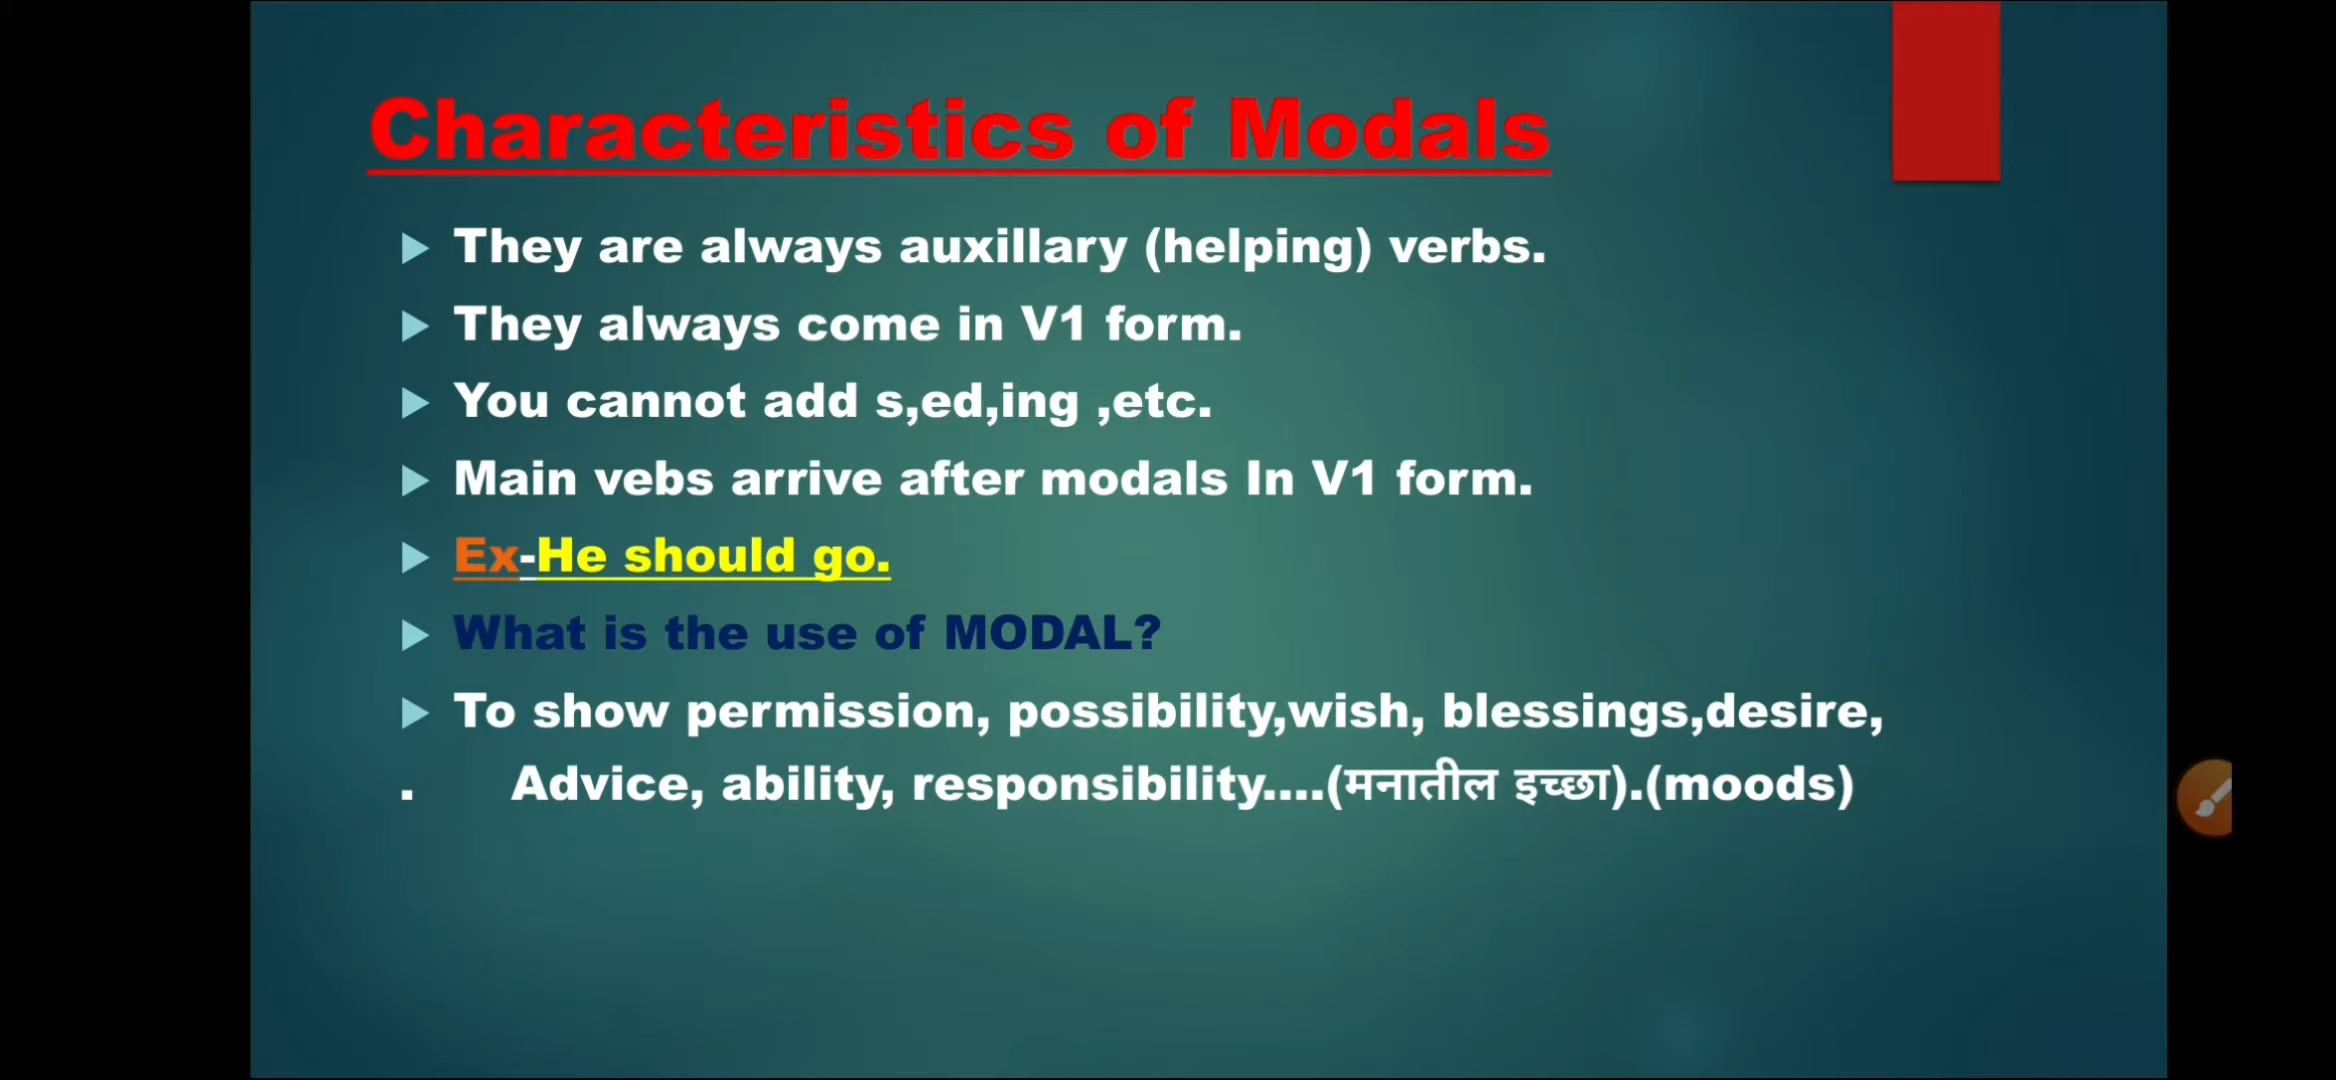 Characteristics of Modals
They are always auxillary (helping) verbs.
They always come in V1 form.
You cannot add s,ed,ing ,etc.
Main vebs arrive after modals In V1 form.
Ex-He should go.
What is the use of MODAL?
To show permission, possibility,wish, blessings,desire,
. Advice, ability, responsibility....(मनातील इच्छा).(moods)